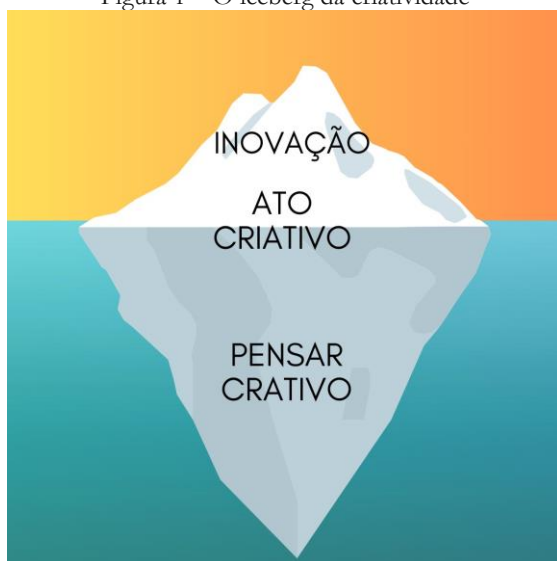 Figura 1 – O iceberg da criatividade
INOVAÇÃO
ATO
CRIATIVO
PENSAR
CRATIVO